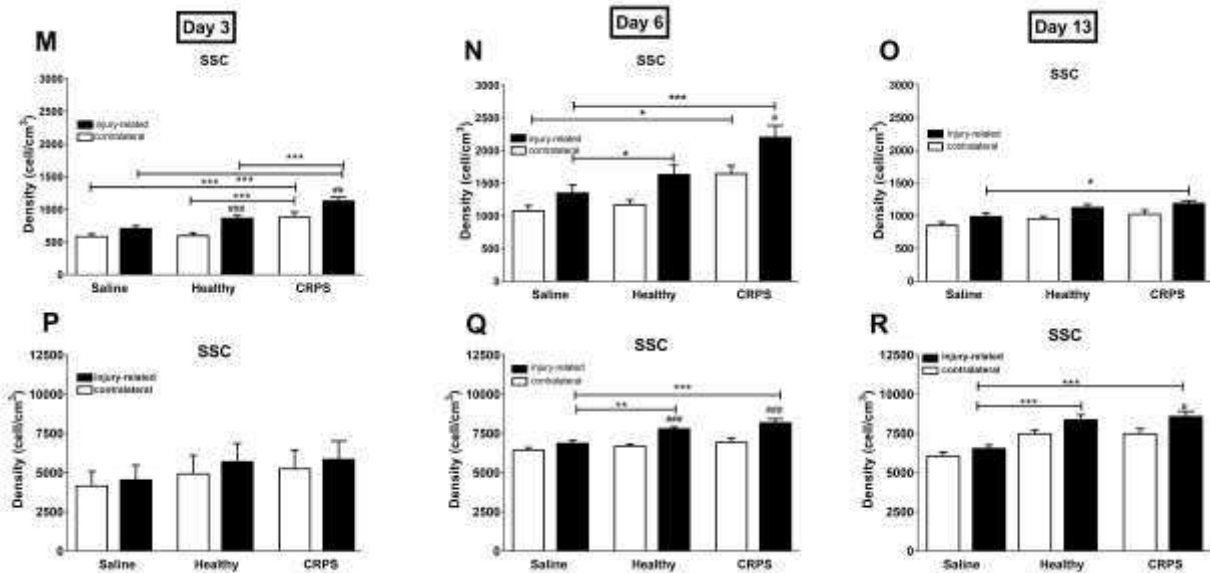 Day 3
Day 6
Day 13
M
SSC
Density (cell/cm³)
3000
2500
2000
1500
1000
500
0
injury-related
contralateral
***
***
***
***
###
##
Saline Healthy CRPS
N
SSC
Density (cell/cm³)
3000
2500
2000
1500
1000
500
0
injury-related
contralateral
***
*
*
#
Saline Healthy CRPS
O
SSC
Density (cell/cm³)
3000
2500
2000
1500
1000
500
0
injury-related
contralateral
*
Saline Healthy CRPS
P
SSC
Density (cell/cm³)
12500
10000
7500
5000
2500
0
injury-related
contralateral
Saline Healthy CRPS
Q
SSC
Density (cell/cm³)
12500
10000
7500
5000
2500
0
injury-related
contralateral
***
**
###
###
Saline Healthy CRPS
R
SSC
Density (cell/cm³)
12500
10000
7500
5000
2500
0
injury-related
contralateral
***
***
#
Saline Healthy CRPS